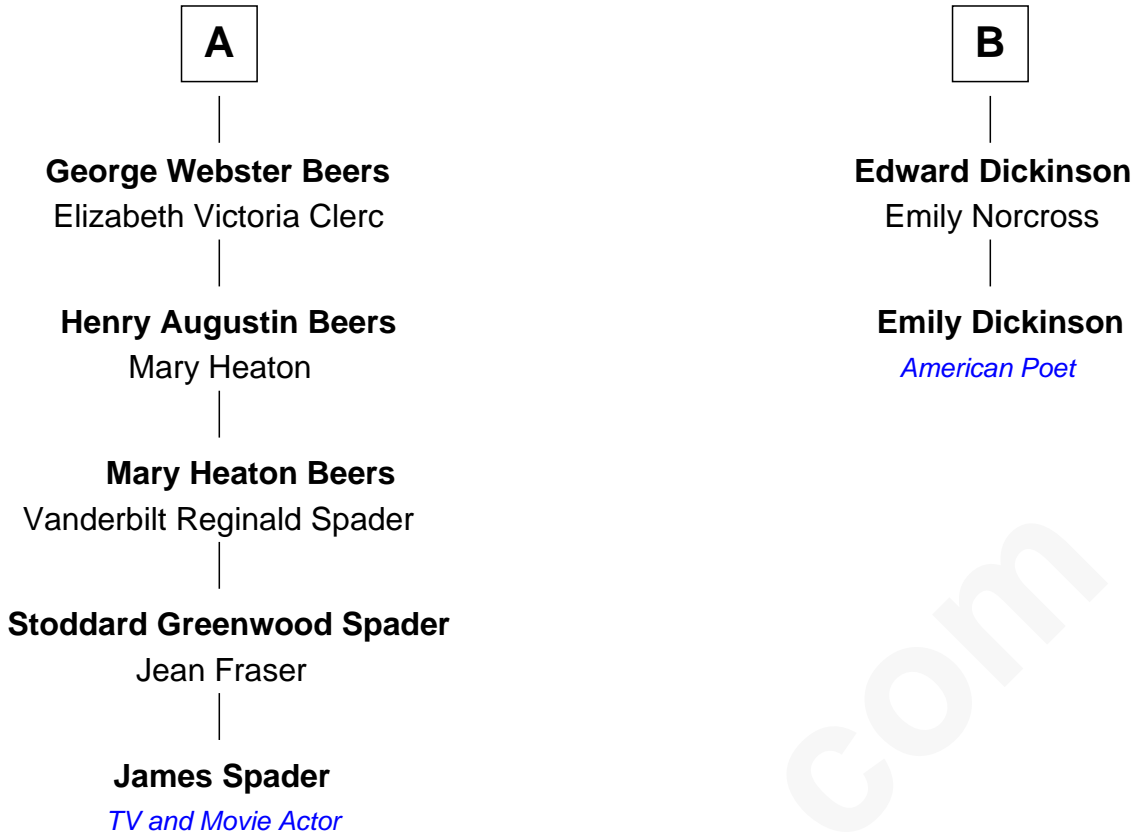 A
George Webster Beers
Elizabeth Victoria Clerc
Henry Augustin Beers
Mary Heaton
Mary Heaton Beers
Vanderbilt Reginald Spader
Stoddard Greenwood Spader
Jean Fraser
James Spader
TV and Movie Actor
B
Edward Dickinson
Emily Norcross
Emily Dickinson
American Poet
com